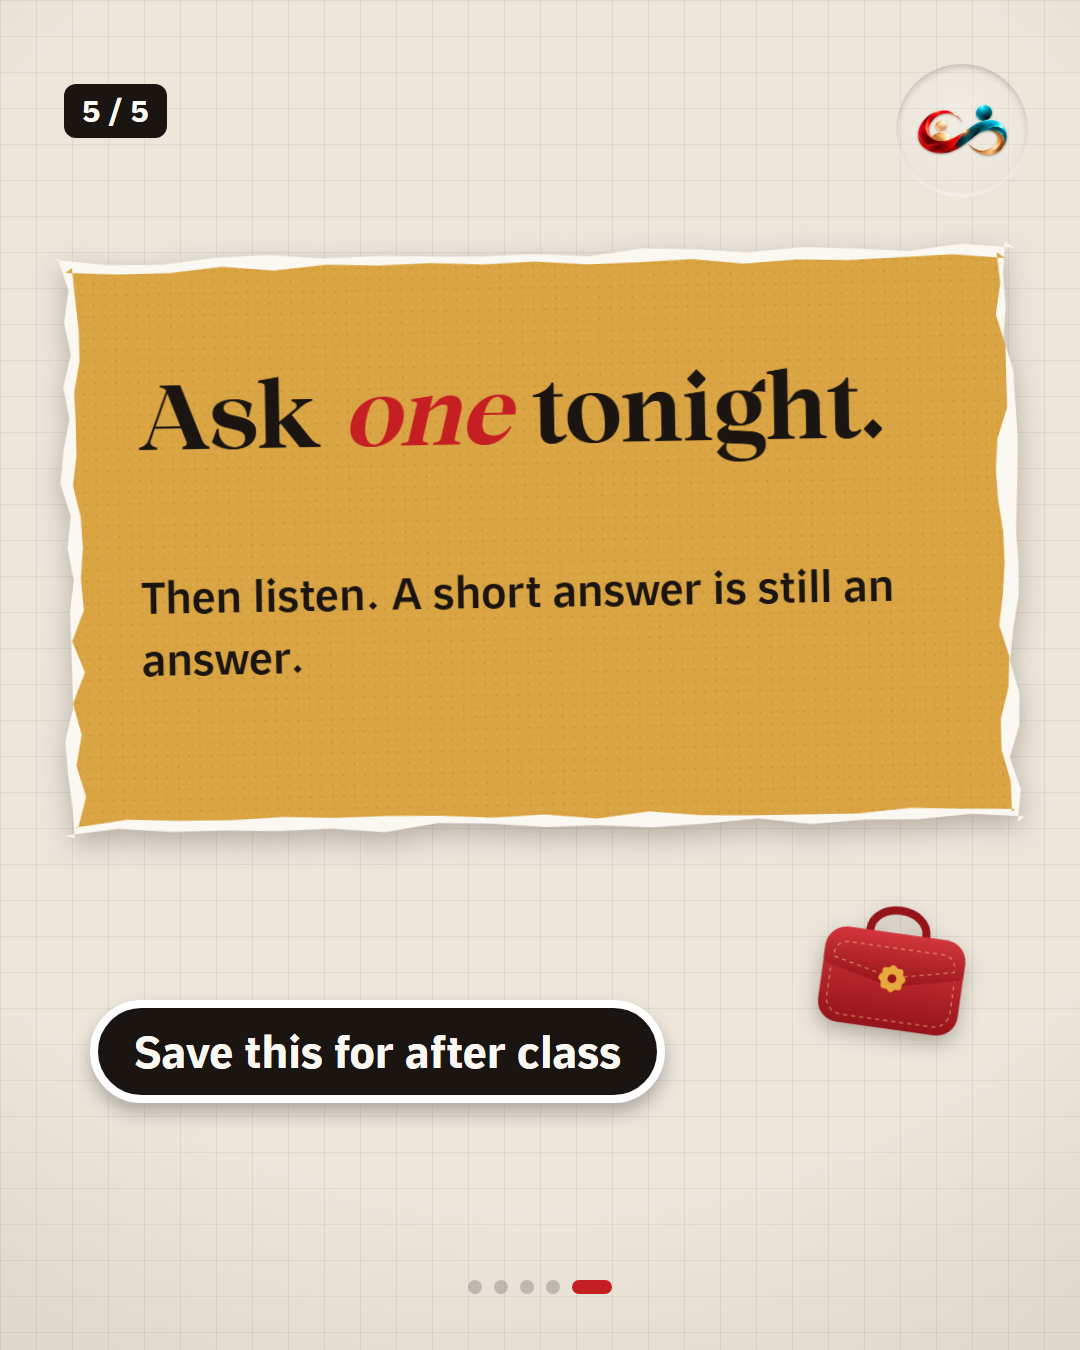 5 / 5
Ask one tonight.
Then listen. A short answer is still an
answer.
Save this for after class